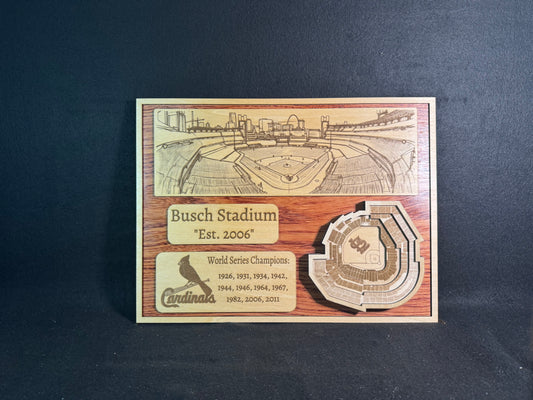 Busch Stadium
"Est. 2006"
World Series Champions:
1926, 1931, 1934, 1942,
1944, 1946, 1964, 1967,
1982, 2006, 2011
Cardinals
STL